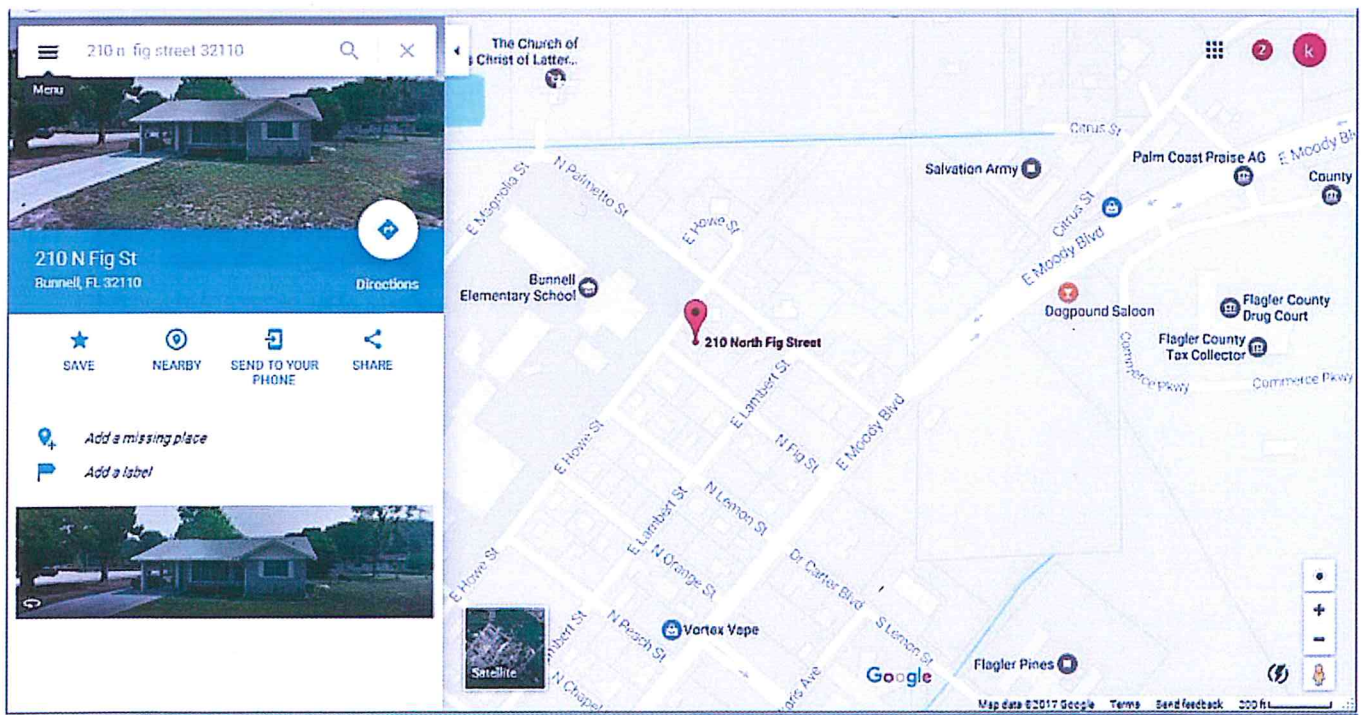 210 n fig street 32110
Menu
210 N Fig St
Bunnell, FL 32110
Directions
SAVE
NEARBY
SEND TO YOUR
PHONE
SHARE
Add a missing place
Add a label
The Church of
s Christ of Latter...
2
k
Citrus St
Salvation Army
Palm Coast Praise AG
E Moody Bl
County
E Magnolia St
N Palmetto St
E Howe St
Citrus St
E Moody Blvd
Bunnell
Elementary School
Dogpound Saloon
Flagler County
Drug Court
210 North Fig Street
Flagler County
Tax Collector
Commerce Pkwy
Commerce Pkwy
E Lambert St
E Moody Blvd
E Howe St
N Fig St
N Lemon St
E Lambert St
N Orange St
Dr. Carter Blvd
E Howe St
N Peach St
Vortex Vape
S Lemon St
mbert St
Satellite
N Chapel
Google
Flagler Pines
Map data ©2017 Google Terms Send feedback 200 ft